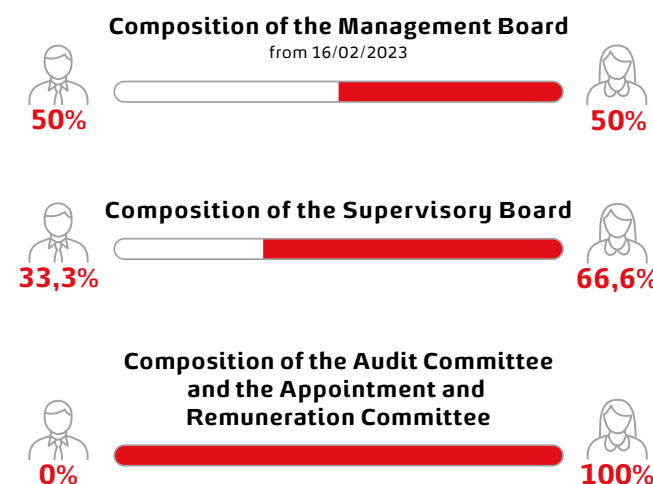 Composition of the Management Board
from 16/02/2023
50%
50%
Composition of the Supervisory Board
33,3%
66,6%
Composition of the Audit Committee
and the Appointment and
Remuneration Committee
0%
100%